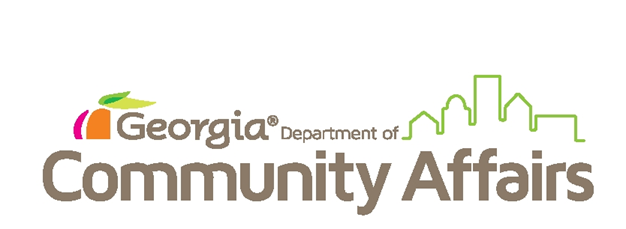 Georgia® Department of
Community Affairs